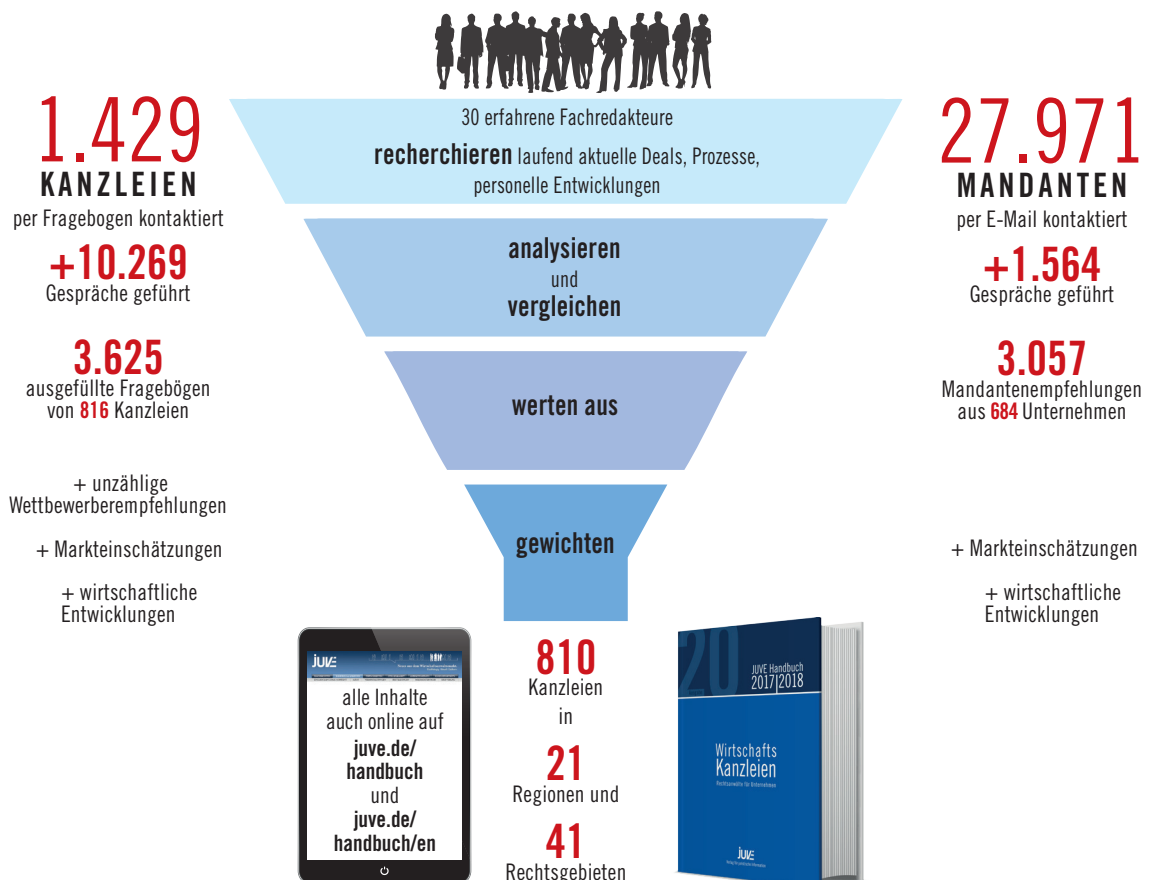 1.429
KANZLEIEN
per Fragebogen kontaktiert
+10.269
Gespräche geführt
3.625
ausgefüllte Fragebögen
von 816 Kanzleien
+ unzählige
Wettbewerberempfehlungen
+ Markteinschätzungen
+ wirtschaftliche
Entwicklungen
30 erfahrene Fachredakteure
recherchieren laufend aktuelle Deals, Prozesse,
personelle Entwicklungen
analysieren
und
vergleichen
werten aus
gewichten
27.971
MANDANTEN
per E-Mail kontaktiert
+1.564
Gespräche geführt
3.057
Mandantenempfehlungen
aus 684 Unternehmen
+ Markteinschätzungen
+ wirtschaftliche
Entwicklungen
JUVE
alle Inhalte
auch online auf
juve.de/
handbuch
und
juve.de/
handbuch/en
810
Kanzleien
in
21
Regionen und
41
Rechtsgebieten
20
JUVE Handbuch
2017|2018
Wirtschafts
Kanzleien
Rechtsanwälte für Unternehmen
JUVE